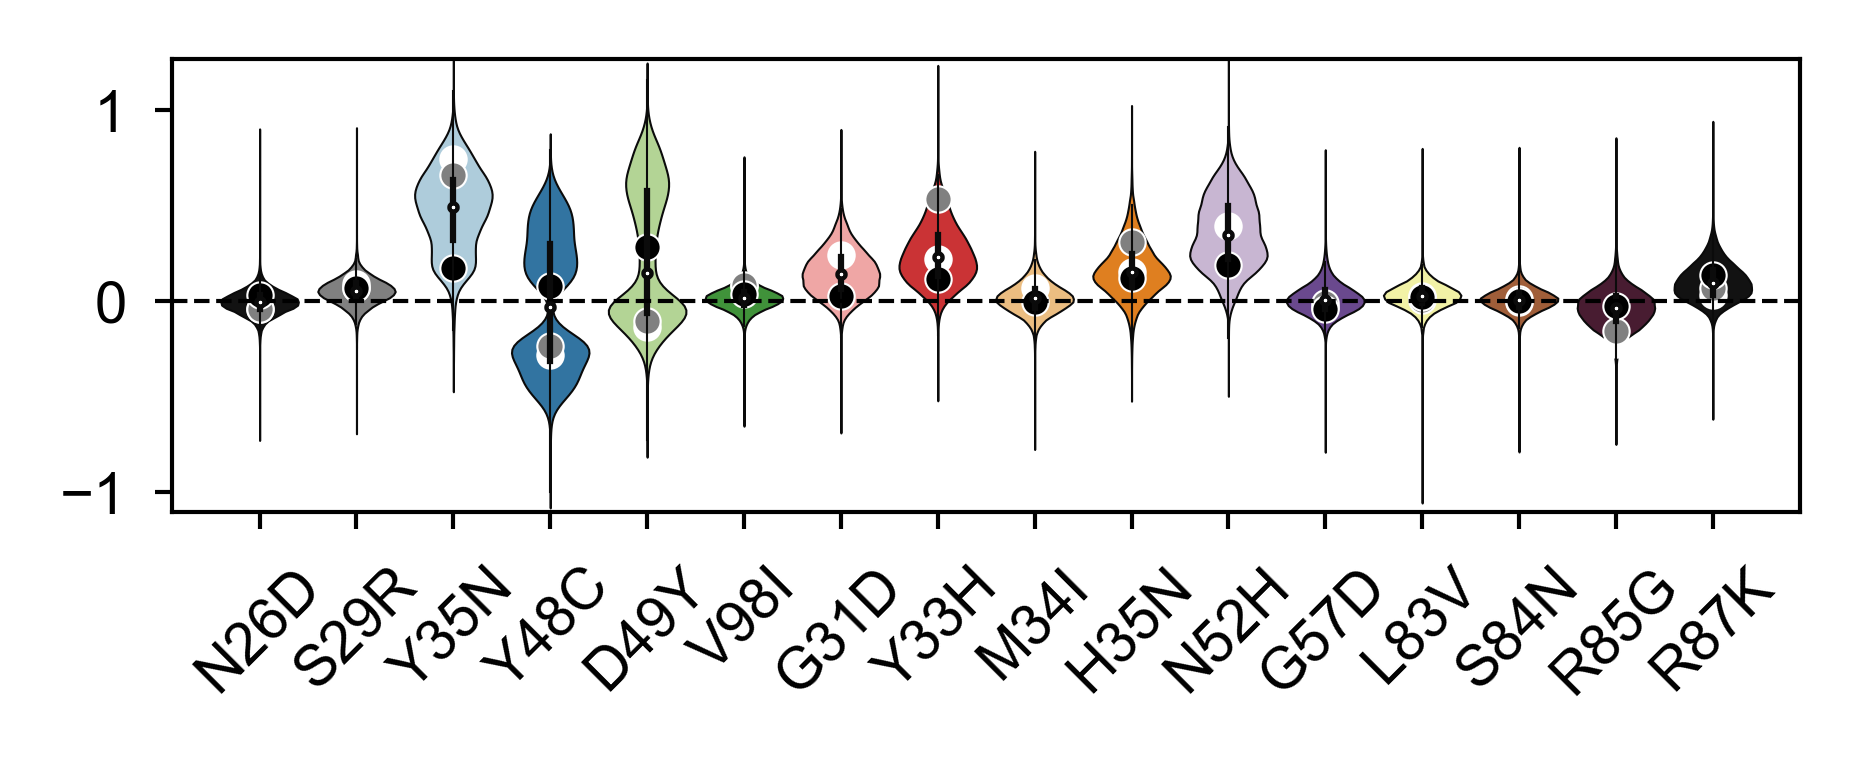 1
0
−1
N26D
S29R
Y35N
Y48C
D49Y
V98I
G31D
Y33H
M34I
H35N
N52H
G57D
L83V
S84N
R85G
R87K